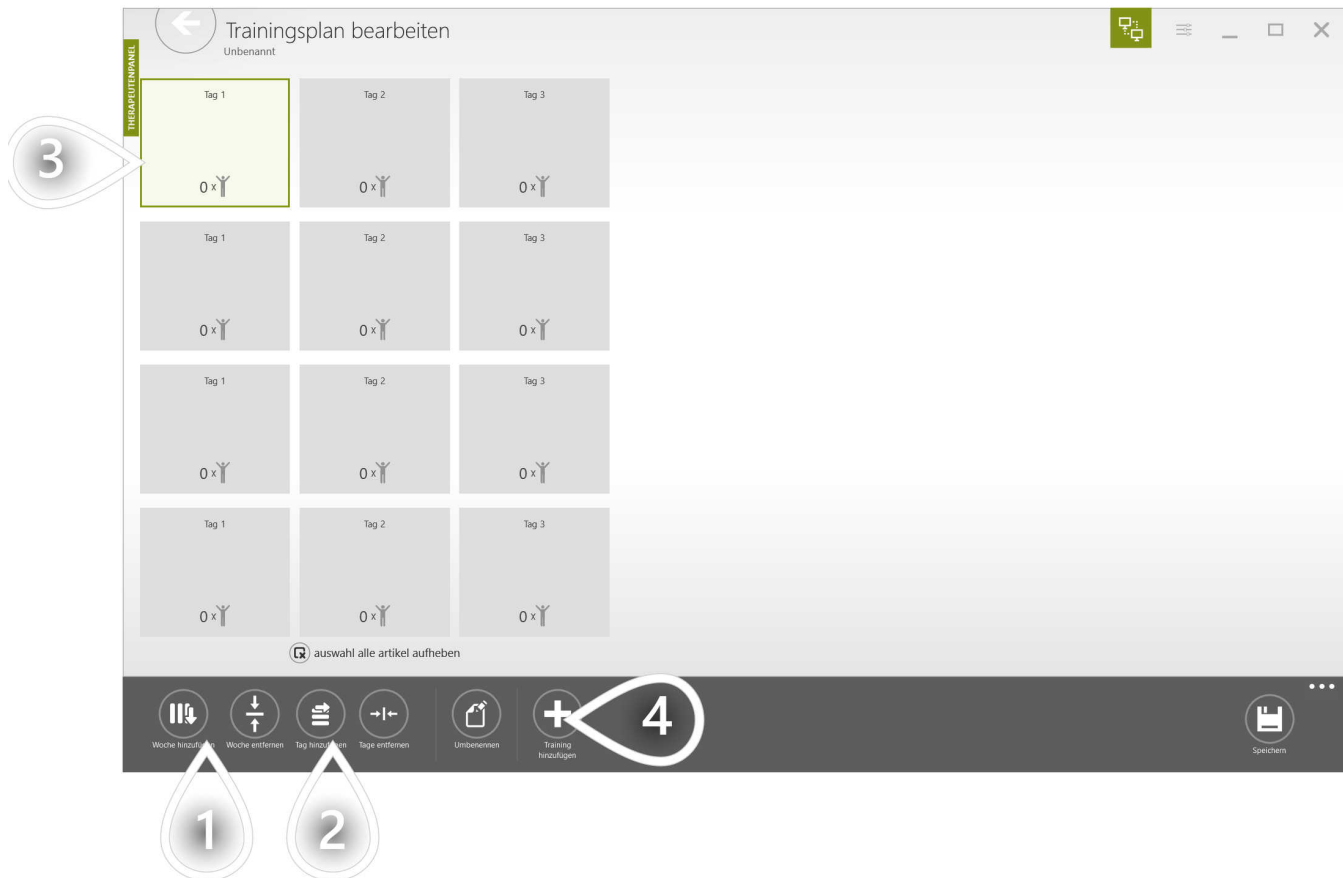 Trainingsplan bearbeiten
Unbenannt
THERAPEUTENPANEL
Tag 1 Tag 2 Tag 3
0 x 0 x 0 x
3
Tag 1 Tag 2 Tag 3
0 x 0 x 0 x
Tag 1 Tag 2 Tag 3
0 x 0 x 0 x
Tag 1 Tag 2 Tag 3
0 x 0 x 0 x
auswahl alle artikel aufheben
4
Woche hinzufügen Woche entfernen Tag hinzufügen Tage entfernen Umbenennen Training
hinzufügen
Speichern
1 2